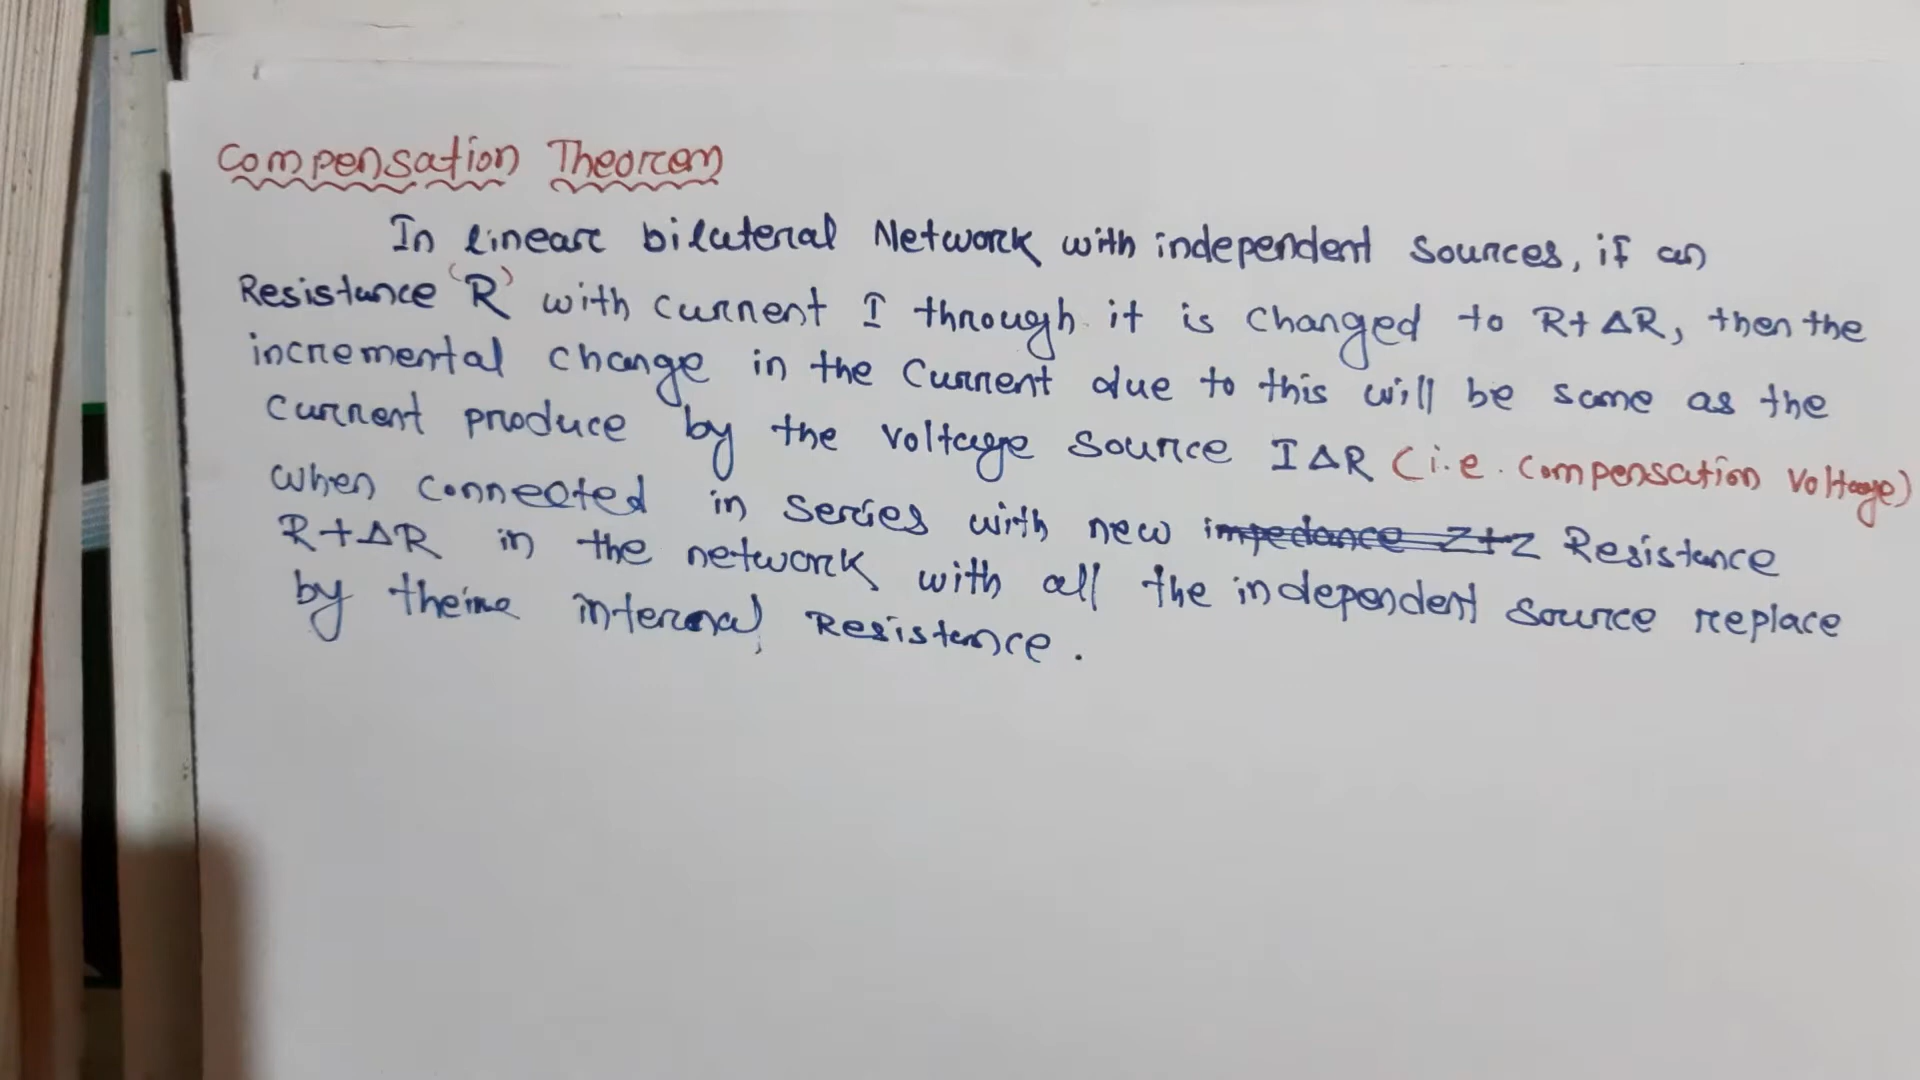 Compensation Theorem
In linear bilateral Network with independent sources, if an
Resistance 'R' with current I through it is changed to R+ΔR, then the
incremental change in the current due to this will be same as the
current produce by the voltage source IΔR (i.e. compensation voltage)
when connected in series with new impedance Z+Z Resistance
R+ΔR in the network with all the independent source replace
by their internal Resistance.